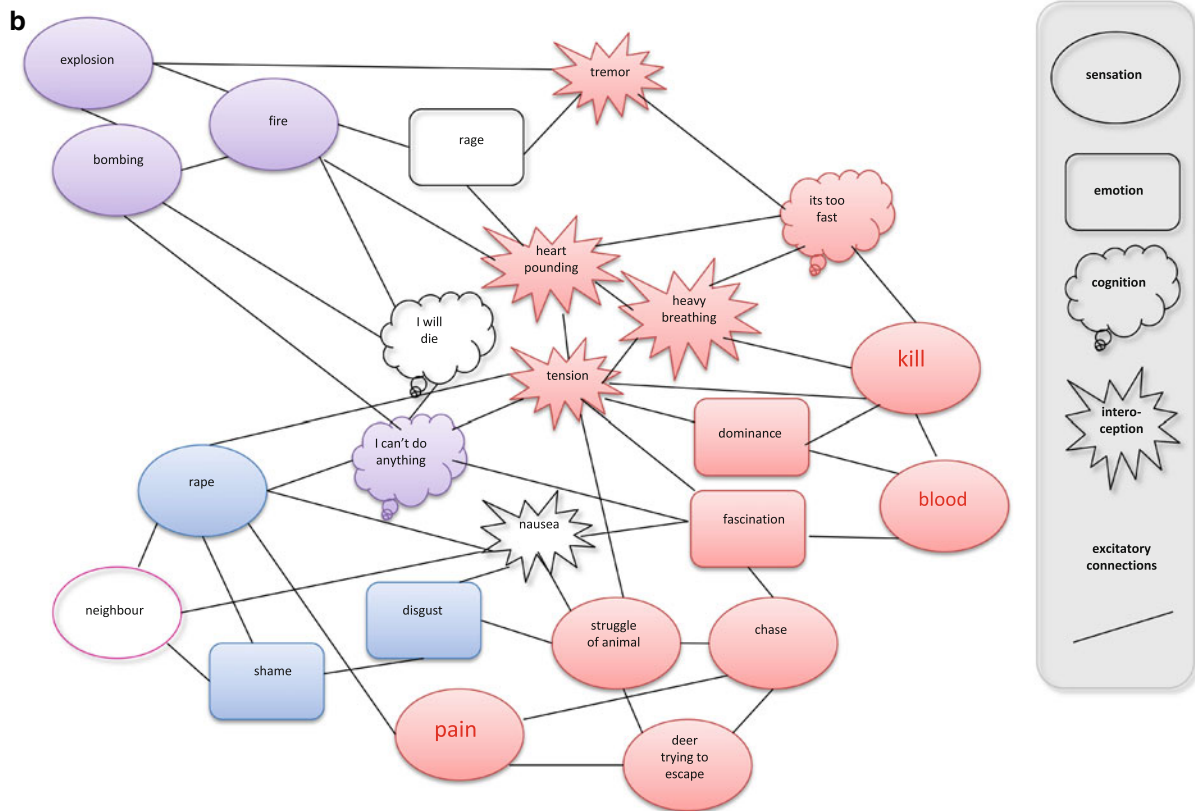 b
explosion
tremor
fire
rage
bombing
its too
fast
heart
pounding
heavy
breathing
I will
die
kill
tension
dominance
I can't do
anything
rape
blood
fascination
nausea
neighbour
disgust
struggle
of animal
chase
shame
pain
deer
trying to
escape
sensation
emotion
cognition
intero-
ception
excitatory
connections